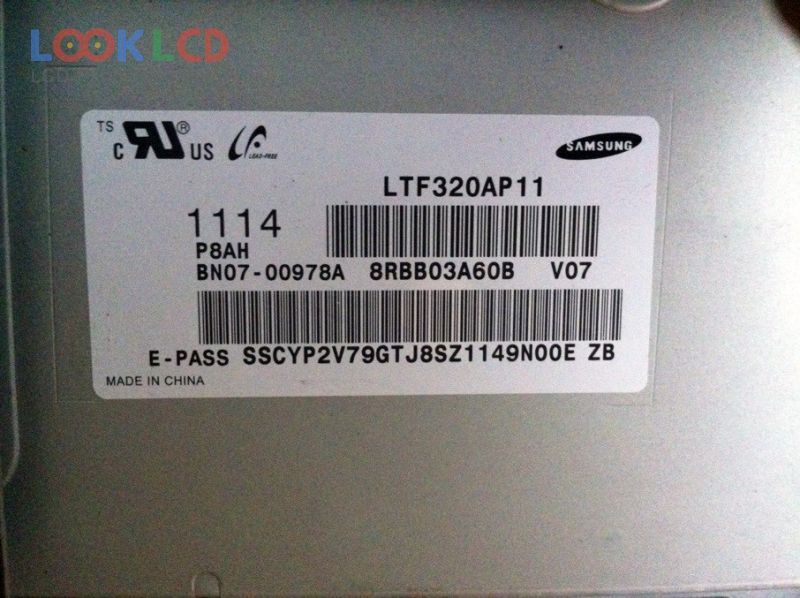 LOOKLCD
LCD
TS
C RU ® US
LEAD-FREE
SAMSUNG
LTF320AP11
1114
P8AH
BN07-00978A 8RBB03A60B V07
E-PASS SSCYP2V79GTJ8SZ1149N00E ZB
MADE IN CHINA